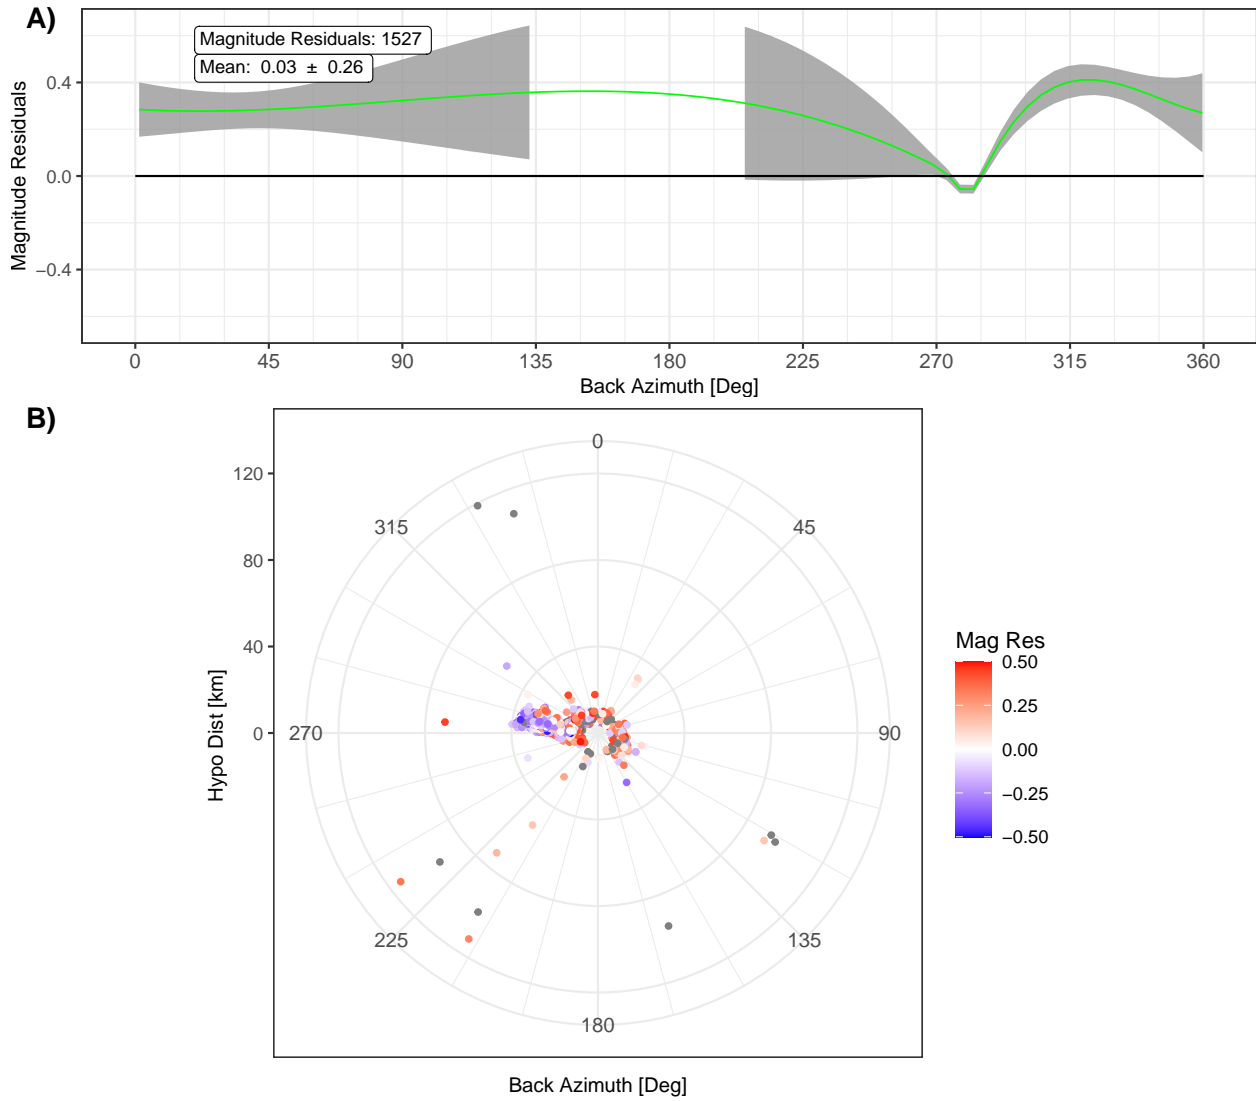 A)
Magnitude Residuals: 1527
Mean: 0.03 ± 0.26
Magnitude Residuals
0.4
0.0
−0.4
0 45 90 135 180 225 270 315 360
Back Azimuth [Deg]
B)
Hypo Dist [km]
120
80
40
0
0
45
90
135
180
225
270
315
Back Azimuth [Deg]
Mag Res
0.50
0.25
0.00
−0.25
−0.50